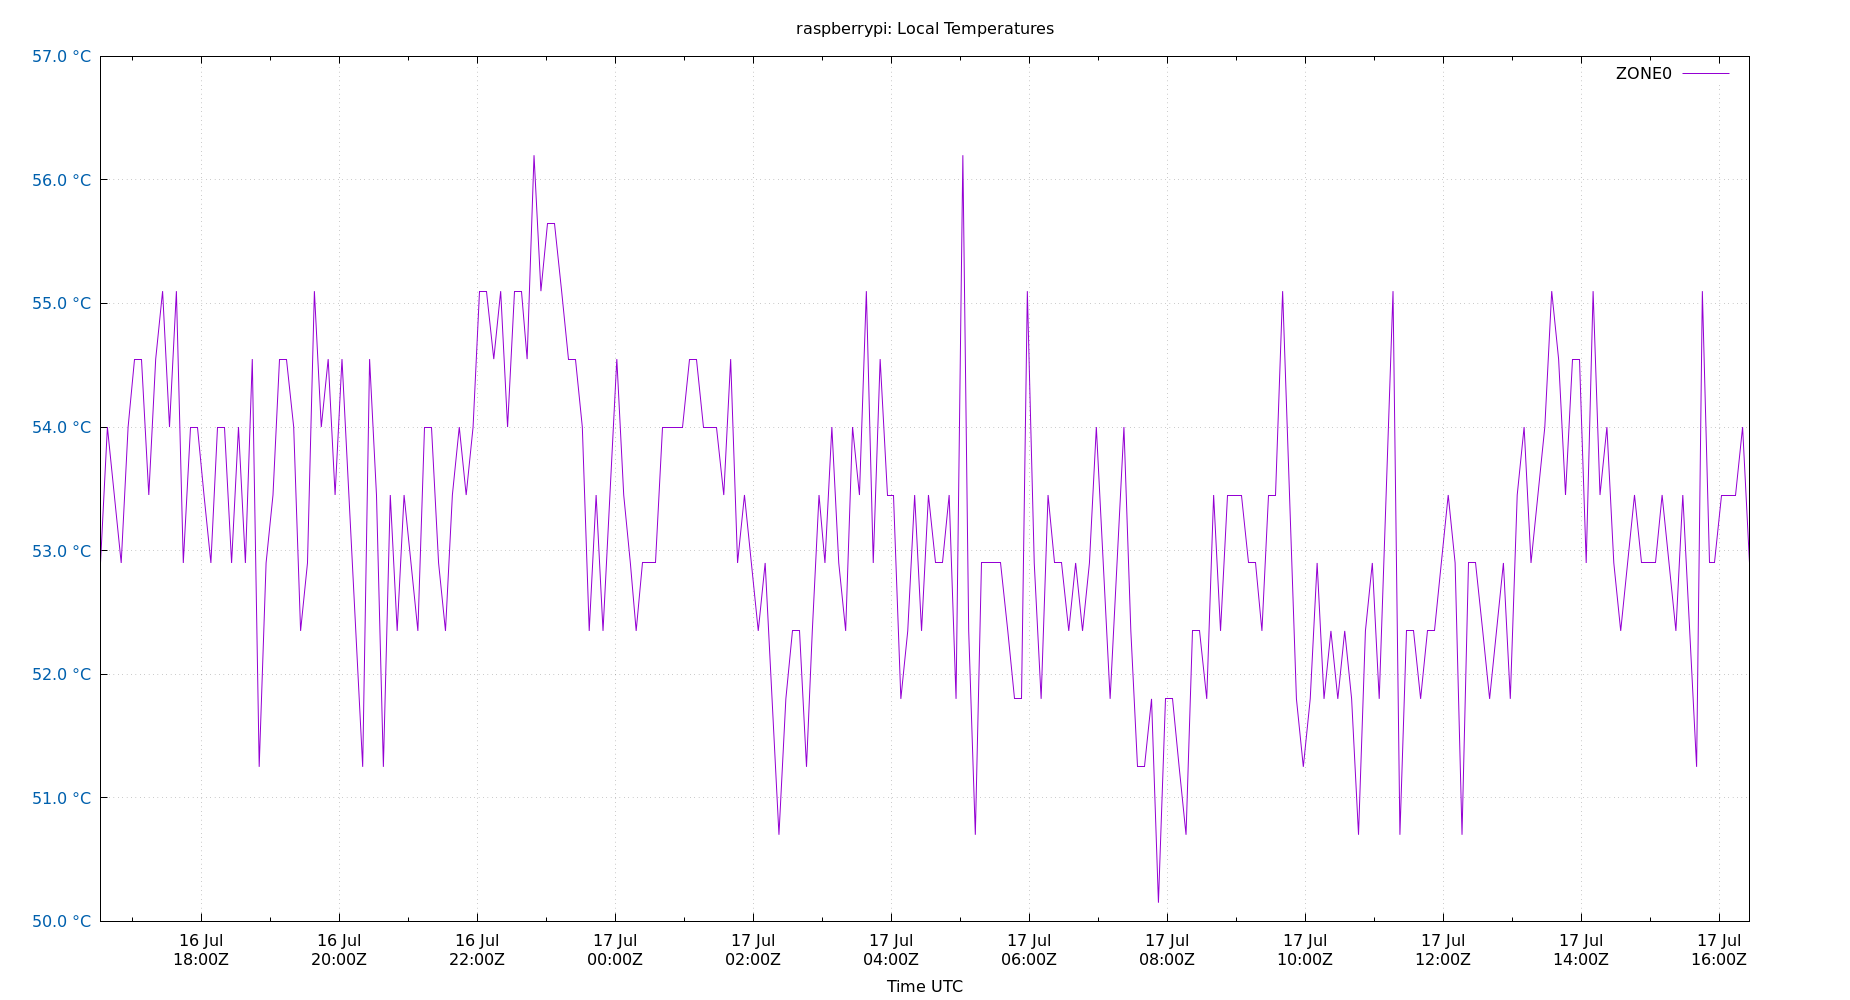 raspberrypi: Local Temperatures
57.0 °C
ZONE0
56.0 °C
55.0 °C
54.0 °C
53.0 °C
52.0 °C
51.0 °C
50.0 °C
16 Jul 16 Jul 16 Jul 17 Jul 17 Jul 17 Jul 17 Jul 17 Jul 17 Jul 17 Jul 17 Jul 17 Jul
18:00Z 20:00Z 22:00Z 00:00Z 02:00Z 04:00Z 06:00Z 08:00Z 10:00Z 12:00Z 14:00Z 16:00Z
Time UTC